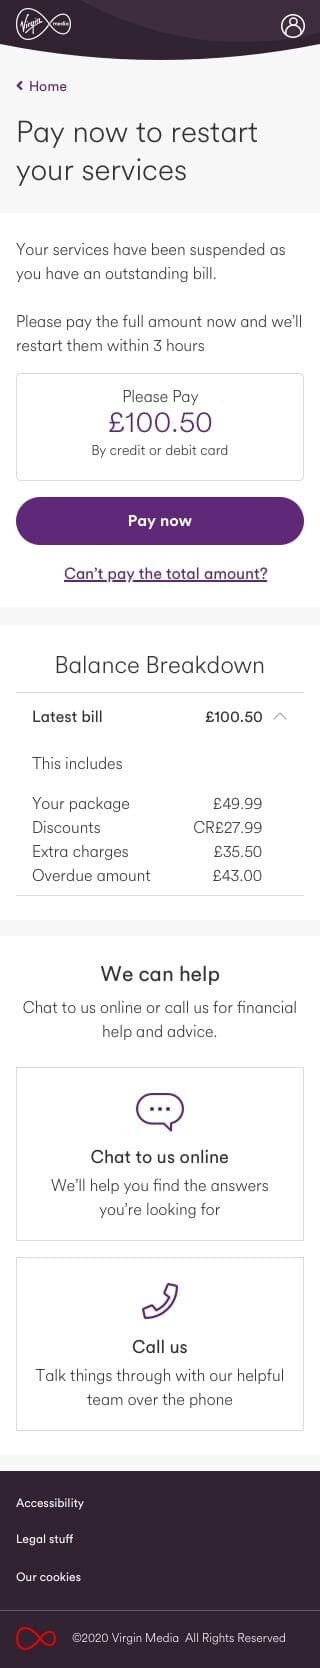 Virgin media
Home
Pay now to restart
your services
Your services have been suspended as
you have an outstanding bill.
Please pay the full amount now and we'll
restart them within 3 hours
Please Pay
£100.50
By credit or debit card
Pay now
Can't pay the total amount?
Balance Breakdown
Latest bill £100.50
This includes
Your package £49.99
Discounts CR£27.99
Extra charges £35.50
Overdue amount £43.00
We can help
Chat to us online or call us for financial
help and advice.
Chat to us online
We'll help you find the answers
you're looking for
Call us
Talk things through with our helpful
team over the phone
Accessibility
Legal stuff
Our cookies
©2020 Virgin Media All Rights Reserved